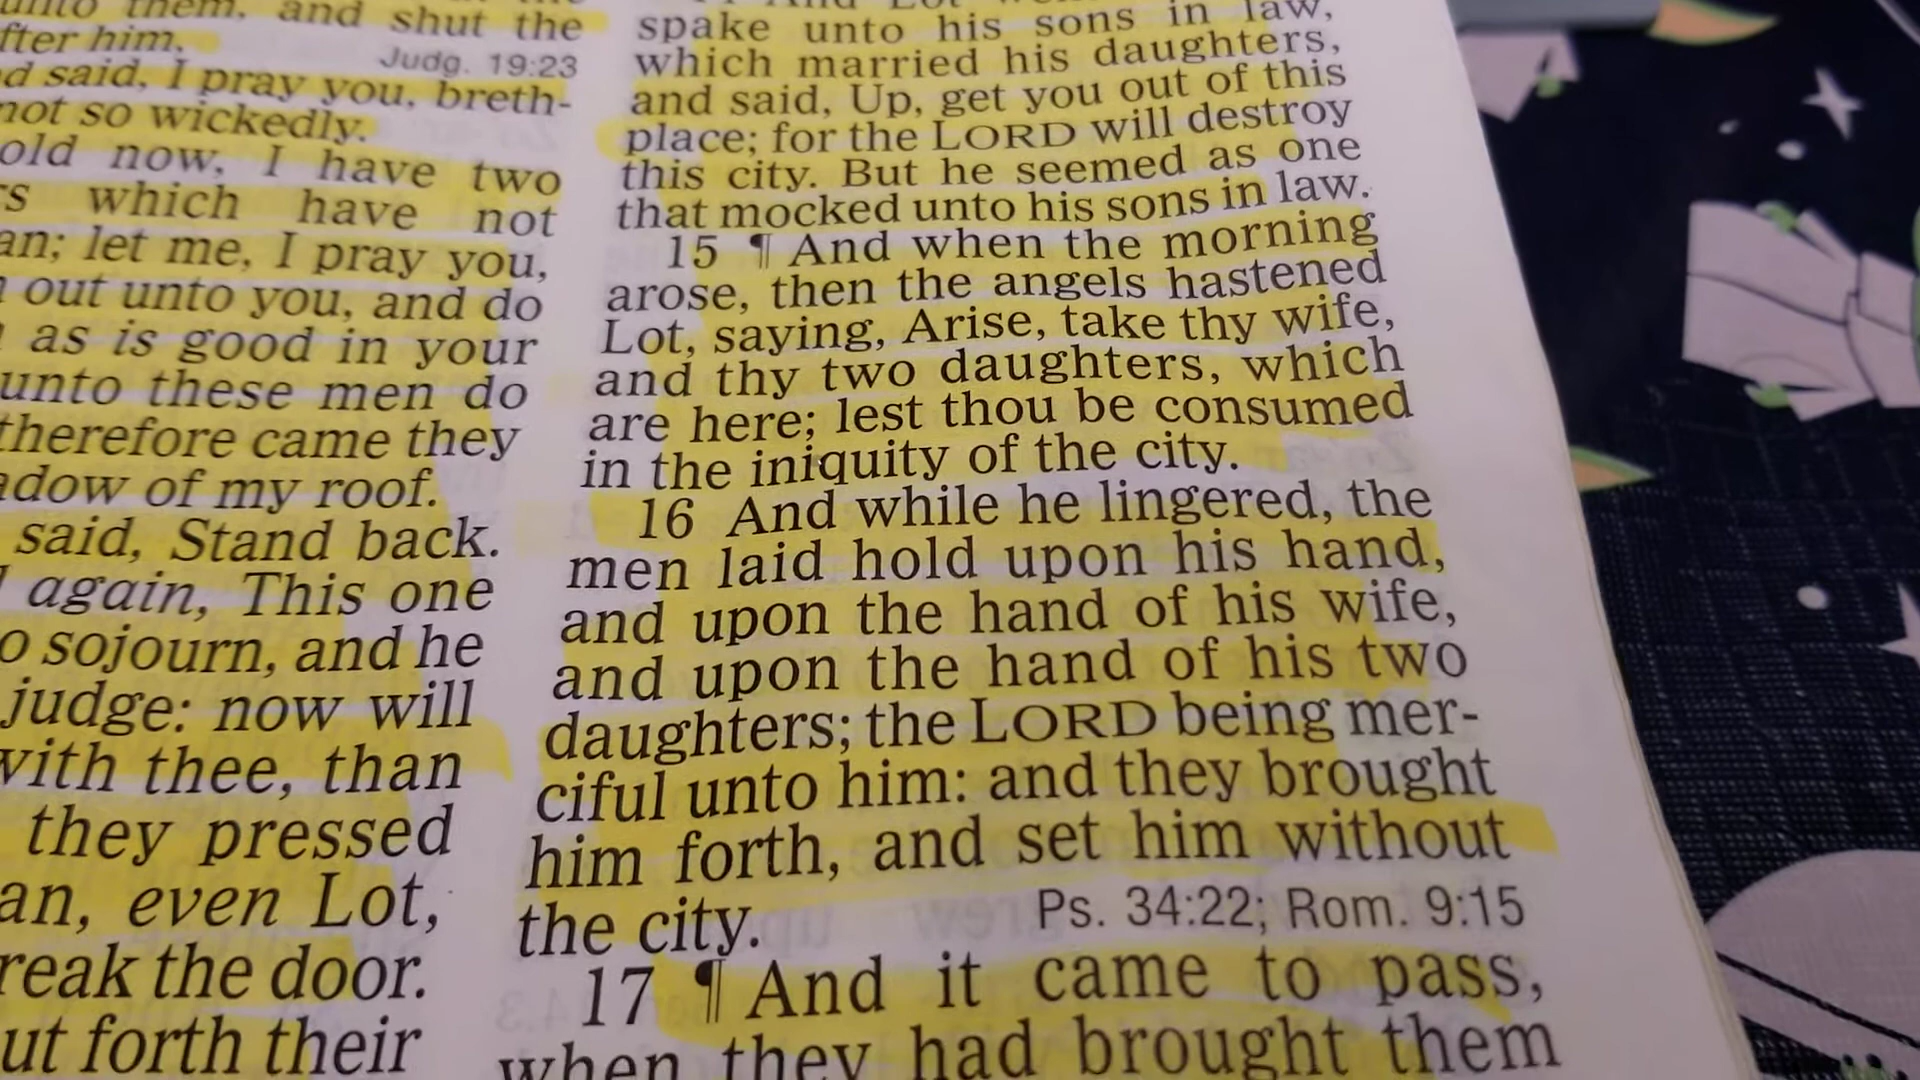 unto them, and shut the
fter him.
Judg. 19:23
d said, I pray you, breth-
not so wickedly.
old now, I have two
s which have not
an; let me, I pray you,
out unto you, and do
as is good in your
unto these men do
therefore came they
adow of my roof.
said, Stand back.
again, This one
o sojourn, and he
judge: now will
with thee, than
they pressed
an, even Lot,
reak the door.
ut forth their
spake unto his sons in law,
which married his daughters,
and said, Up, get you out of this
place; for the LORD will destroy
this city. But he seemed as one
that mocked unto his sons in law.
15 ¶ And when the morning
arose, then the angels hastened
Lot, saying, Arise, take thy wife,
and thy two daughters, which
are here; lest thou be consumed
in the iniquity of the city.
16 And while he lingered, the
men laid hold upon his hand,
and upon the hand of his wife,
and upon the hand of his two
daughters; the LORD being mer-
ciful unto him: and they brought
him forth, and set him without
the city.
Ps. 34:22; Rom. 9:15
17 ¶ And it came to pass,
when they had brought them